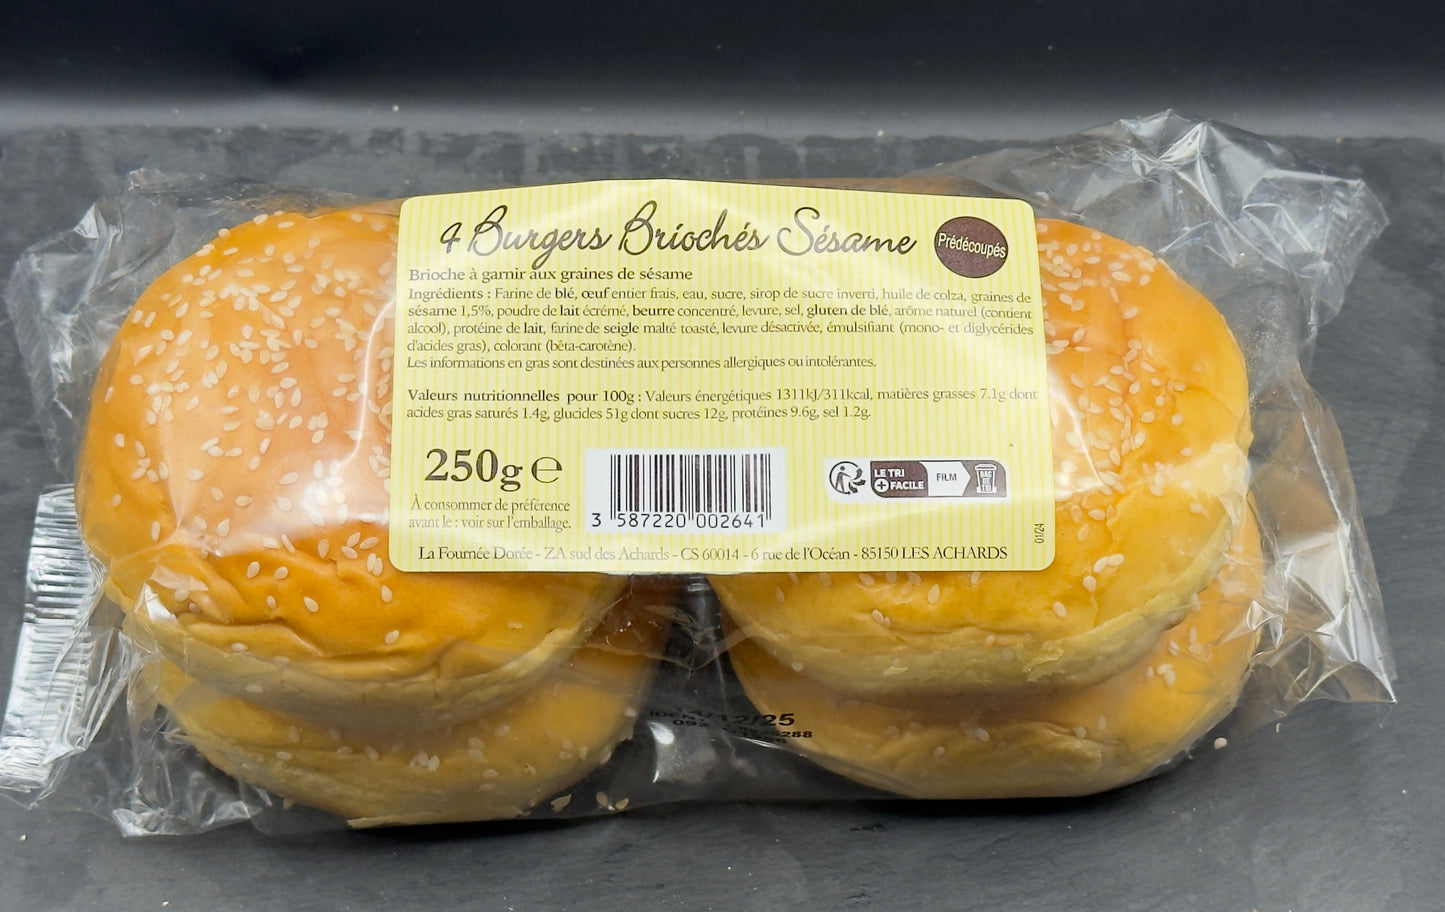 4 Burgers Briochés Sésame
Prédécoupés
Brioche à garnir aux graines de sésame
Ingrédients : Farine de blé, œuf entier frais, eau, sucre, sirop de sucre inverti, huile de colza, graines de
sésame 1,5%, poudre de lait écrémé, beurre concentré, levure, sel, gluten de blé, arôme naturel (contient
alcool), protéine de lait, farine de seigle malté toasté, levure désactivée, émulsifiant (mono- et diglycérides
d'acides gras), colorant (bêta-carotène).
Les informations en gras sont destinées aux personnes allergiques ou intolérantes.
Valeurs nutritionnelles pour 100g : Valeurs énergétiques 1311kJ/311kcal, matières grasses 7.1g dont
acides gras saturés 1.4g, glucides 51g dont sucres 12g, protéines 9.6g, sel 1.2g.
250g e
À consommer de préférence
avant le : voir sur l'emballage.
3 587220 002641
LE TRI
+ FACILE
FILM
BAC
DE
TRI
01/24
La Fournée Dorée - ZA sud des Achards - CS 60014 - 6 rue de l'Océan - 85150 LES ACHARDS
/12/25